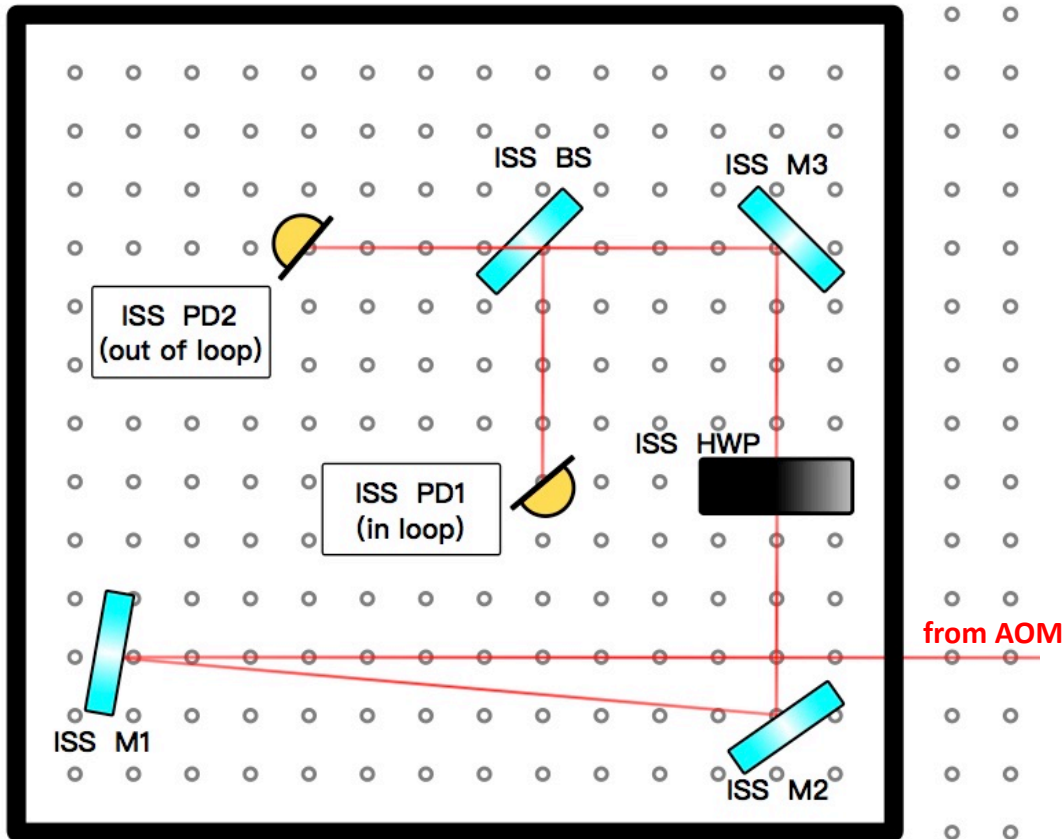 ISS BS
ISS M3
ISS PD2
(out of loop)
ISS HWP
ISS PD1
(in loop)
from AOM
ISS M1
ISS M2